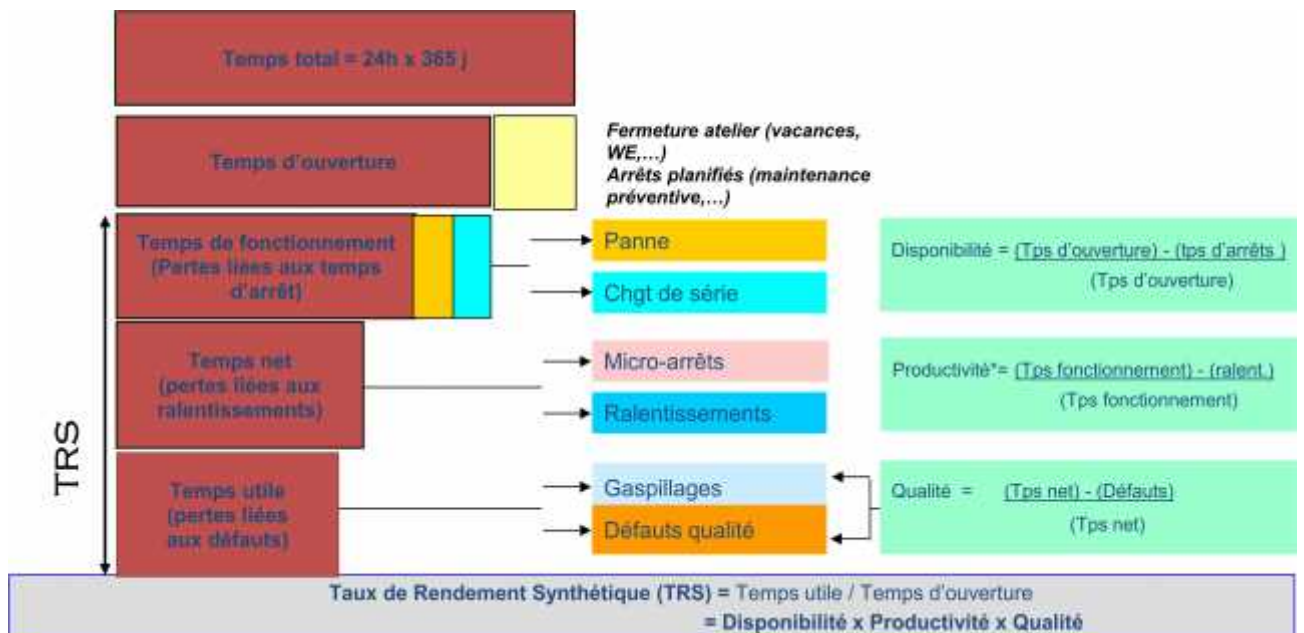 Temps total = 24h x 365 j
Temps d'ouverture
Fermeture atelier (vacances,
WE,…)
Arrêts planifiés (maintenance
préventive,…)
TRS
Temps de fonctionnement
(Pertes liées aux temps
d'arrêt)
Panne
Chgt de série
Disponibilité = (Tps d'ouverture) - (tps d'arrêts )
(Tps d'ouverture)
Temps net
(pertes liées aux
ralentissements)
Micro-arrêts
Ralentissements
Productivité*= (Tps fonctionnement) - (ralent.)
(Tps fonctionnement)
Temps utile
(pertes liées
aux défauts)
Gaspillages
Défauts qualité
Qualité = (Tps net) - (Défauts)
(Tps net)
Taux de Rendement Synthétique (TRS) = Temps utile / Temps d'ouverture
= Disponibilité x Productivité x Qualité